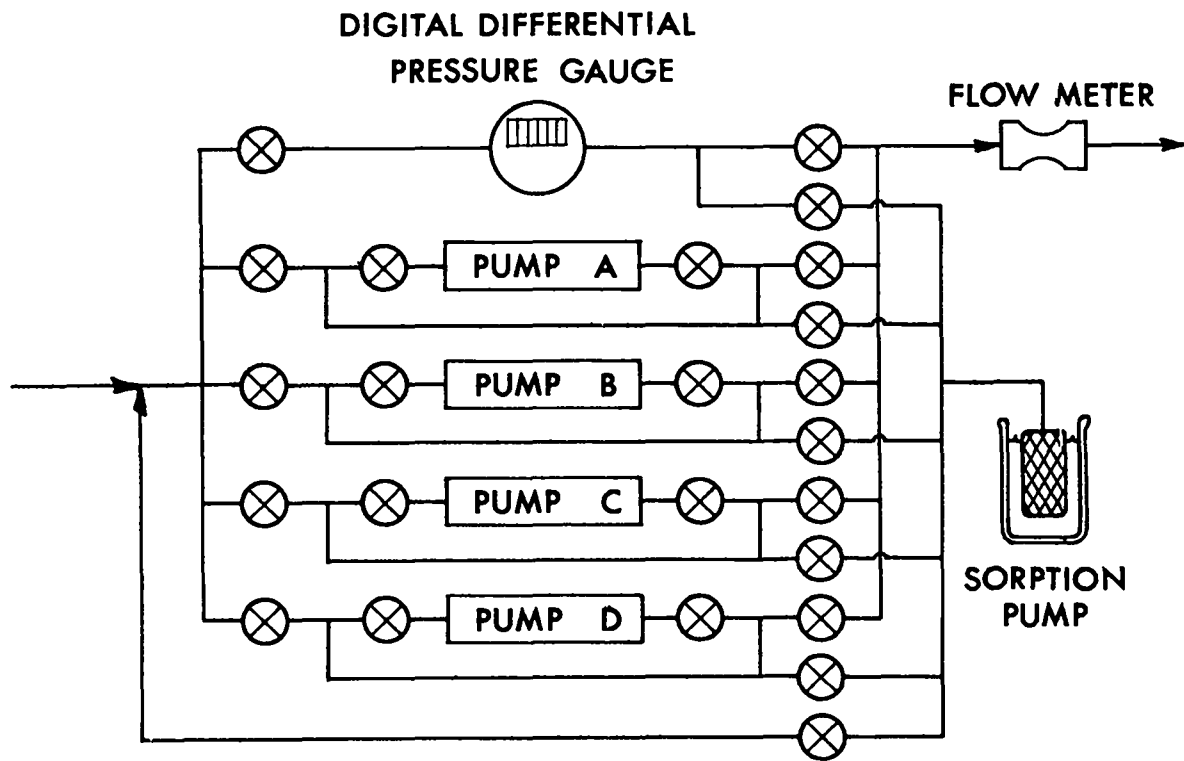 DIGITAL DIFFERENTIAL
PRESSURE GAUGE
FLOW METER
PUMP A
PUMP B
PUMP C
PUMP D
SORPTION
PUMP